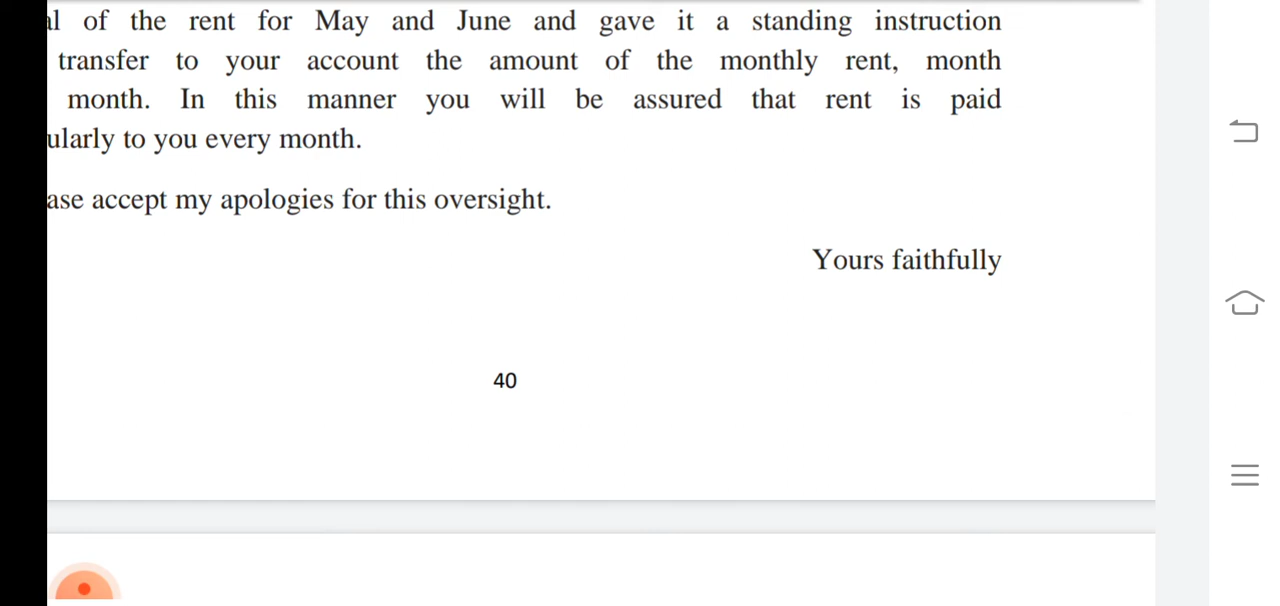 of the rent for May and June and gave it a standing instruction
transfer to your account the amount of the monthly rent, month
month. In this manner you will be assured that rent is paid
ularly to you every month.
ase accept my apologies for this oversight.
Yours faithfully
40